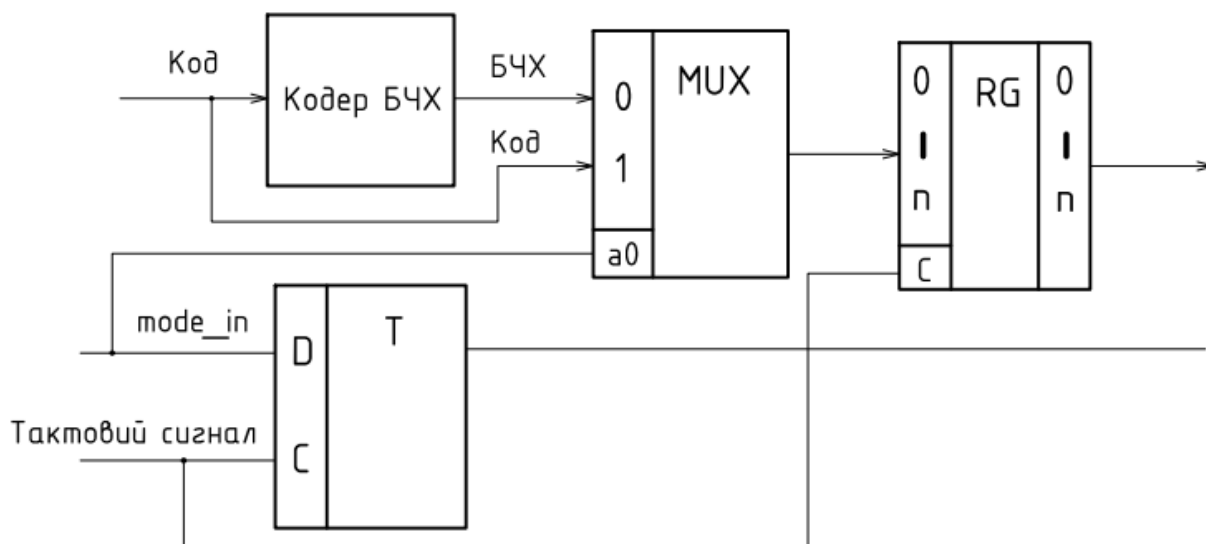 Код
Кодер БЧХ
БЧХ
Код
0
1
a0
MUX
0
n
C
RG
0
n
mode_in
D
T
Тактовий сигнал
C